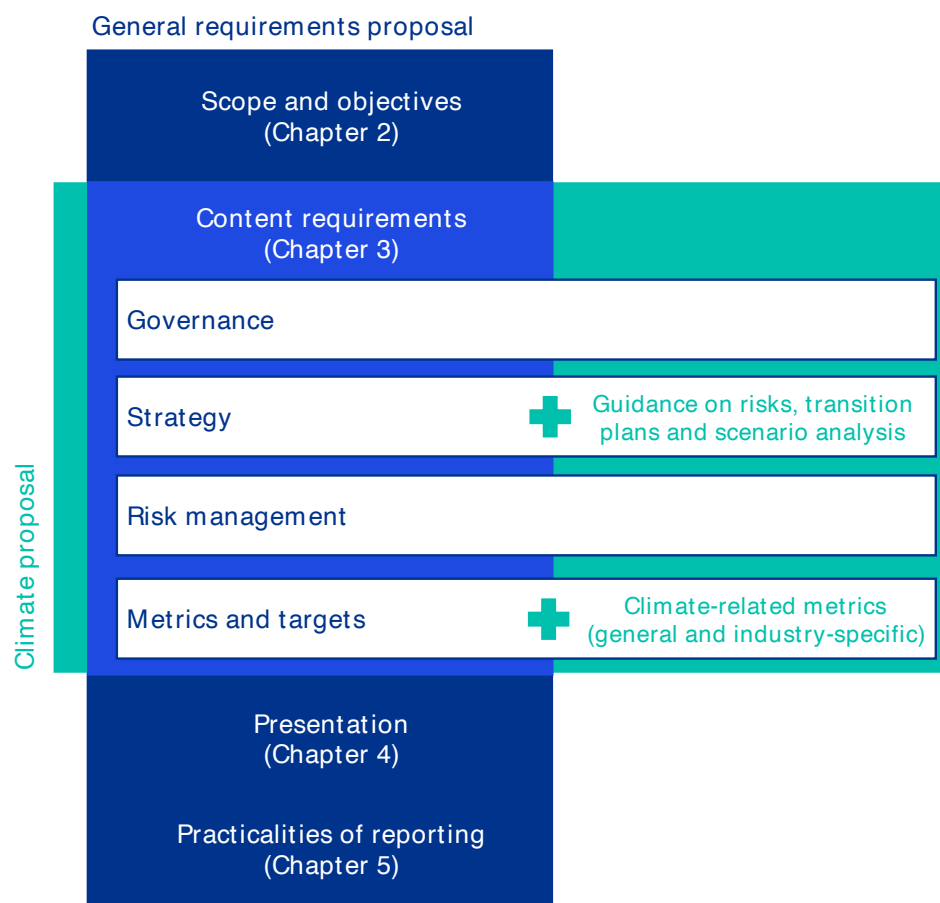 General requirements proposal
Scope and objectives
(Chapter 2)
Content requirements
(Chapter 3)
Governance
Strategy
Guidance on risks, transition
plans and scenario analysis
Risk management
Metrics and targets
Climate-related metrics
(general and industry-specific)
Climate proposal
Presentation
(Chapter 4)
Practicalities of reporting
(Chapter 5)